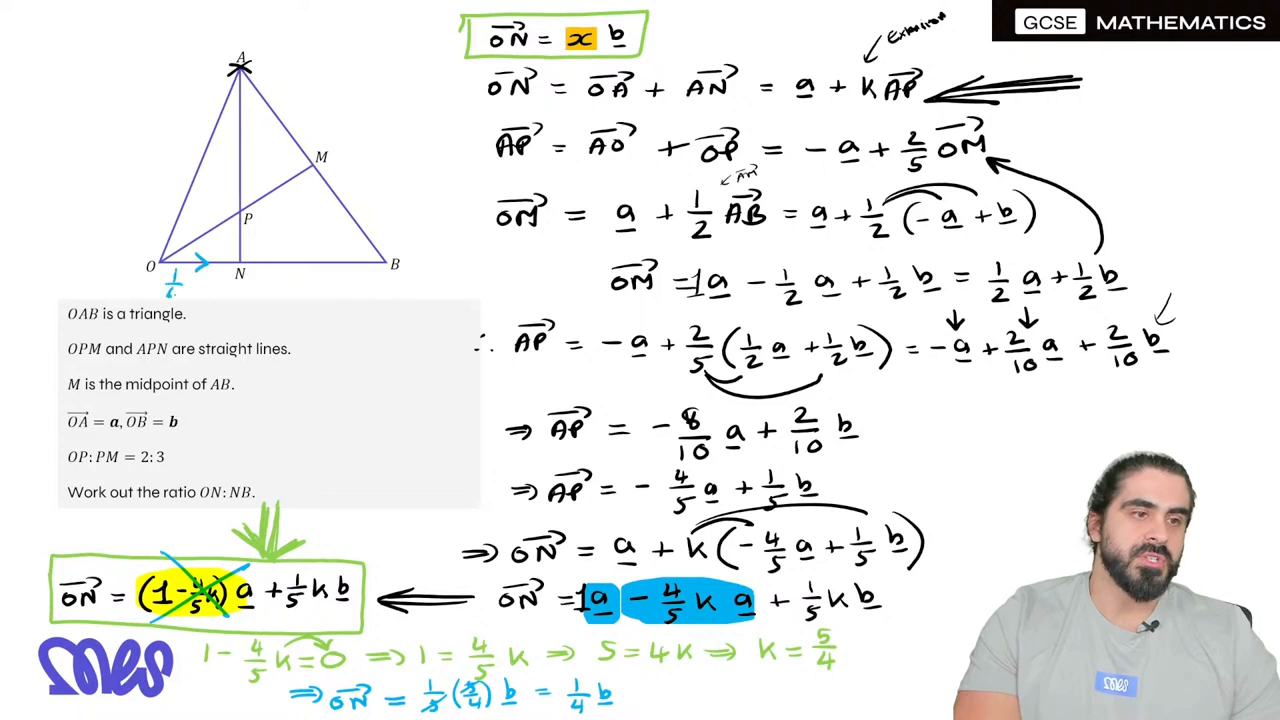 GCSE MATHEMATICS
ON = x b
Extension
ON = OA + AN = a + kAP
AP = AO + OP = - a + 2/5 OM
AM
OM = a + 1/2 AB = a + 1/2 (- a + b)
OM = 1a - 1/2 a + 1/2 b = 1/2 a + 1/2 b
∴ AP = - a + 2/5 (1/2 a + 1/2 b) = - a + 2/10 a + 2/10 b
⇒ AP = - 8/10 a + 2/10 b
⇒ AP = - 4/5 a + 1/5 b
⇒ ON = a + k (- 4/5 a + 1/5 b)
ON = 1a - 4/5 k a + 1/5 k b
A
M
P
O
N
B
OAB is a triangle.
OPM and APN are straight lines.
M is the midpoint of AB.
OA = a, OB = b
OP: PM = 2: 3
Work out the ratio ON: NB.
ON = (1 - 4/5 k) a + 1/5 k b
1 - 4/5 k = 0 ⇒ 1 = 4/5 k ⇒ 5 = 4k ⇒ k = 5/4
⇒ ON = 1/5 (5/4) b = 1/4 b